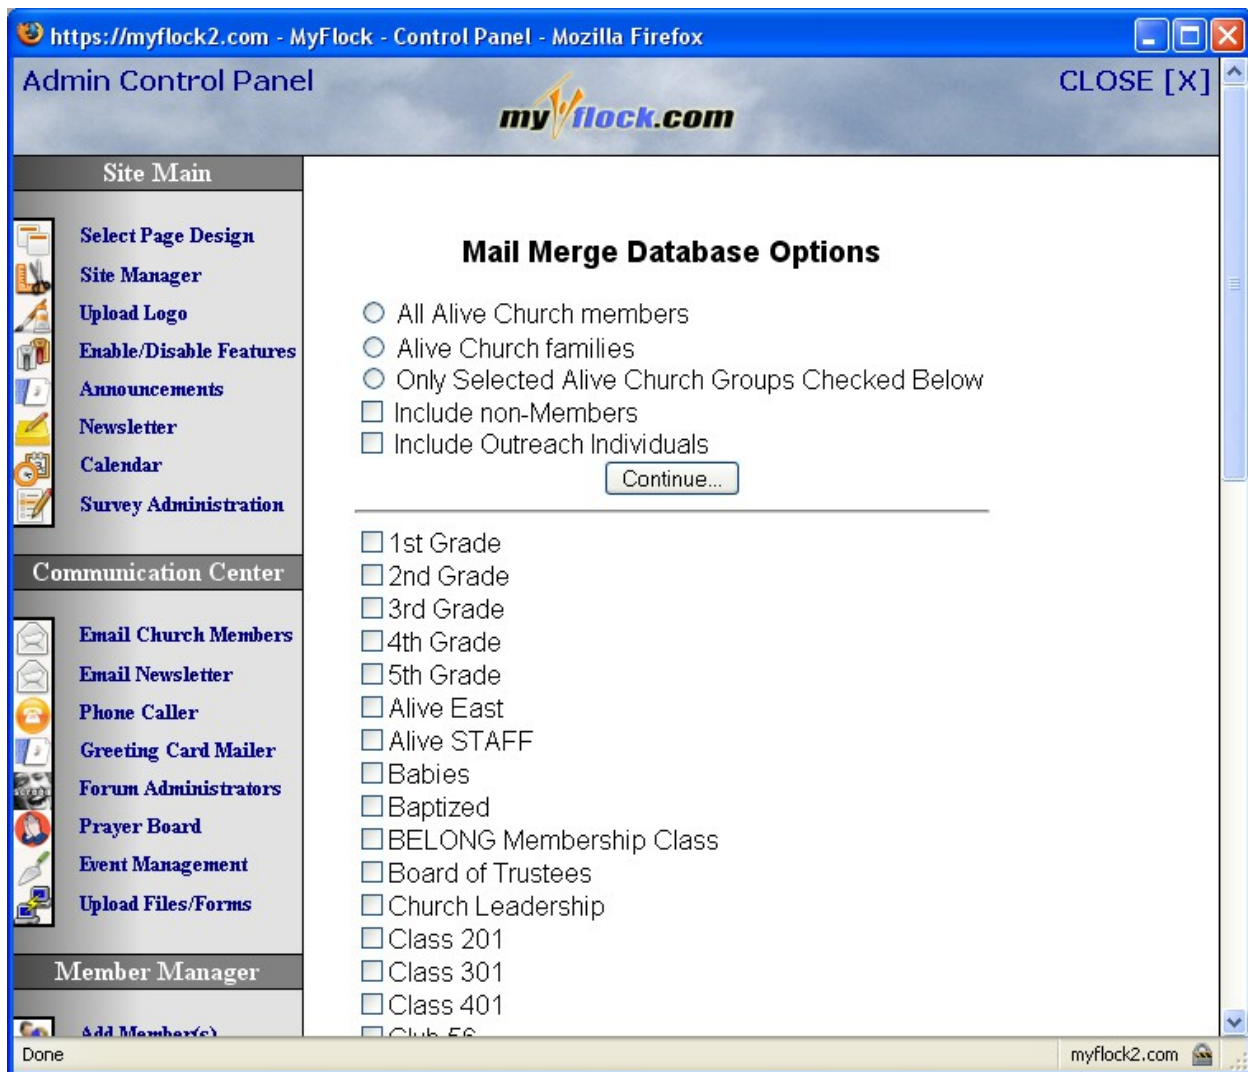 https://myflock2.com - MyFlock - Control Panel - Mozilla Firefox
Admin Control Panel
myflock.com
CLOSE [X]
Site Main
Select Page Design
Site Manager
Upload Logo
Enable/Disable Features
Announcements
Newsletter
Calendar
Survey Administration
Communication Center
Email Church Members
Email Newsletter
Phone Caller
Greeting Card Mailer
Forum Administrators
Prayer Board
Event Management
Upload Files/Forms
Member Manager
Add Member(s)
Mail Merge Database Options
All Alive Church members
Alive Church families
Only Selected Alive Church Groups Checked Below
Include non-Members
Include Outreach Individuals
Continue...
1st Grade
2nd Grade
3rd Grade
4th Grade
5th Grade
Alive East
Alive STAFF
Babies
Baptized
BELONG Membership Class
Board of Trustees
Church Leadership
Class 201
Class 301
Class 401
Club 56
Done
myflock2.com